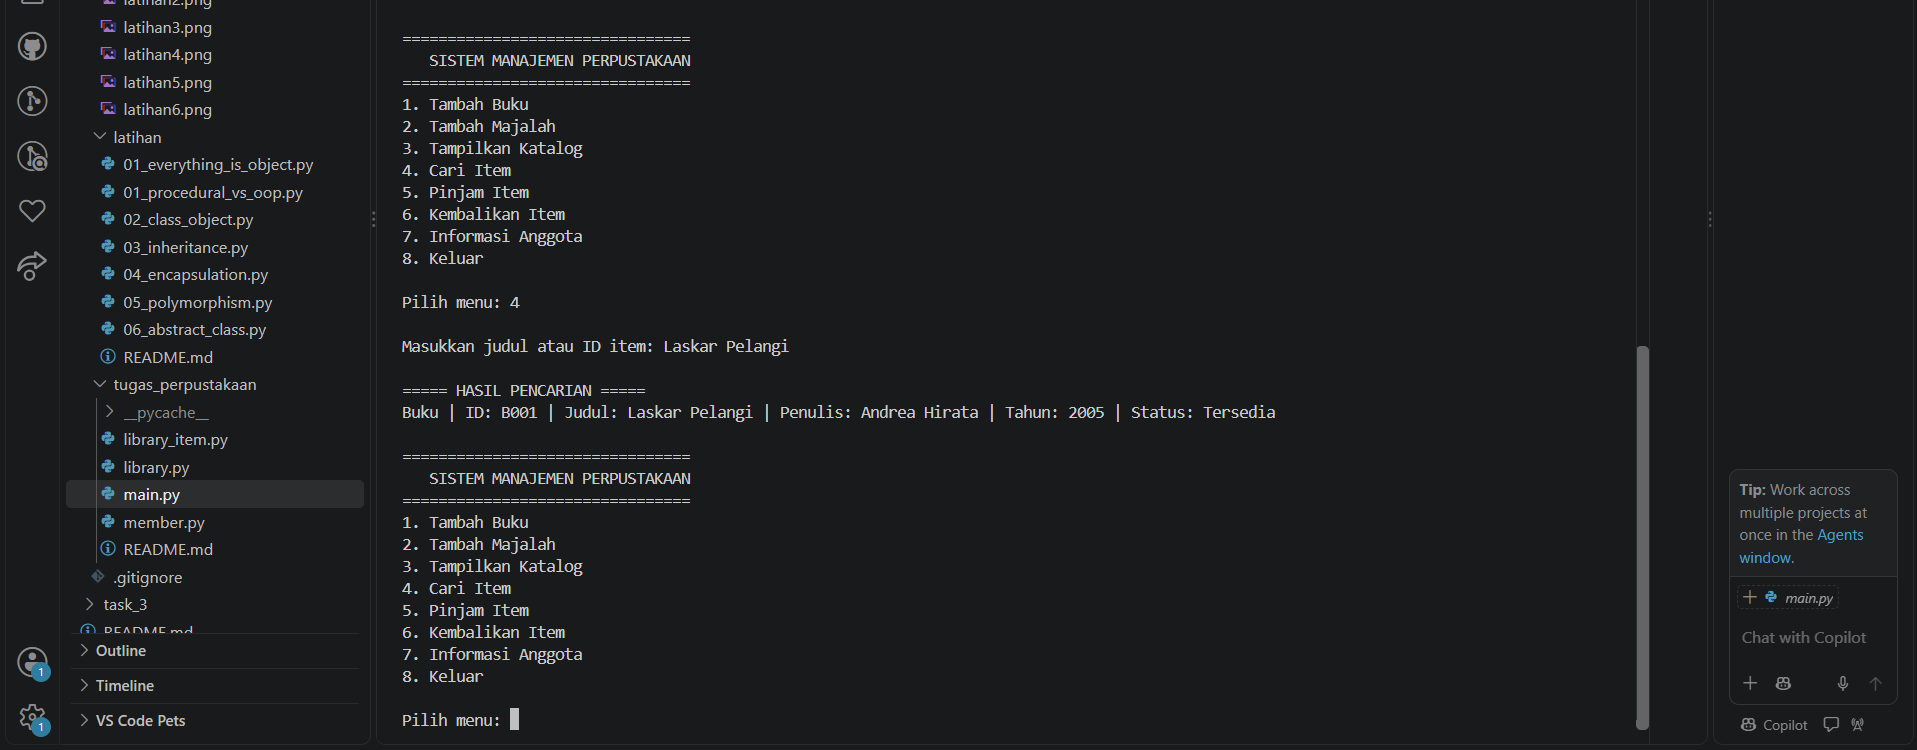 latihan2.png
latihan3.png
latihan4.png
latihan5.png
latihan6.png
latihan
01_everything_is_object.py
01_procedural_vs_oop.py
02_class_object.py
03_inheritance.py
04_encapsulation.py
05_polymorphism.py
06_abstract_class.py
README.md
tugas_perpustakaan
__pycache__
library_item.py
library.py
main.py
member.py
README.md
.gitignore
task_3
README.md
Outline
Timeline
VS Code Pets
1
1
================================
SISTEM MANAJEMEN PERPUSTAKAAN
================================
1. Tambah Buku
2. Tambah Majalah
3. Tampilkan Katalog
4. Cari Item
5. Pinjam Item
6. Kembalikan Item
7. Informasi Anggota
8. Keluar
Pilih menu: 4
Masukkan judul atau ID item: Laskar Pelangi
===== HASIL PENCARIAN =====
Buku | ID: B001 | Judul: Laskar Pelangi | Penulis: Andrea Hirata | Tahun: 2005 | Status: Tersedia
================================
SISTEM MANAJEMEN PERPUSTAKAAN
================================
1. Tambah Buku
2. Tambah Majalah
3. Tampilkan Katalog
4. Cari Item
5. Pinjam Item
6. Kembalikan Item
7. Informasi Anggota
8. Keluar
Pilih menu:
Tip: Work across
multiple projects at
once in the Agents
window.
main.py
Chat with Copilot
Copilot